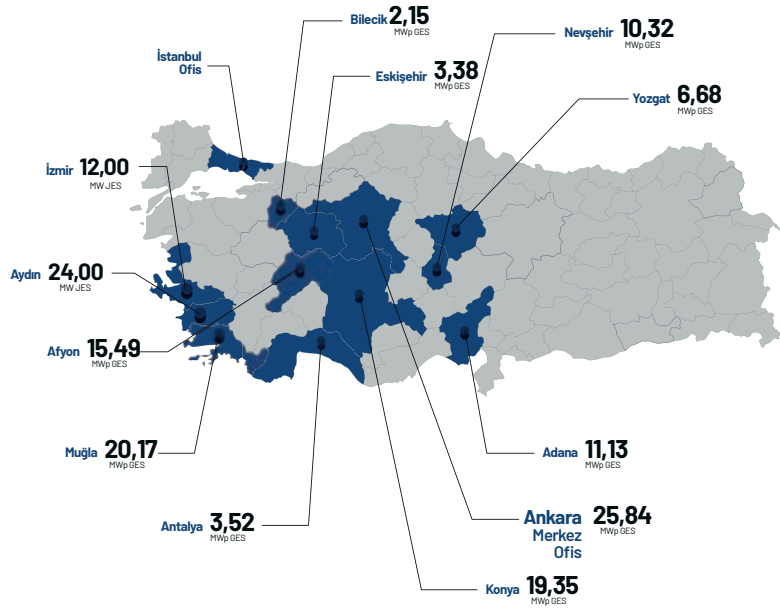 Bilecik 2,15
MWp GES
Nevşehir 10,32
MWp GES
İstanbul
Ofis
Eskişehir 3,38
MWp GES
Yozgat 6,68
MWp GES
İzmir 12,00
MW JES
Aydın 24,00
MW JES
Afyon 15,49
MWp GES
Muğla 20,17
MWp GES
Adana 11,13
MWp GES
Antalya 3,52
MWp GES
Ankara 25,84
MWp GES
Merkez
Ofis
Konya 19,35
MWp GES